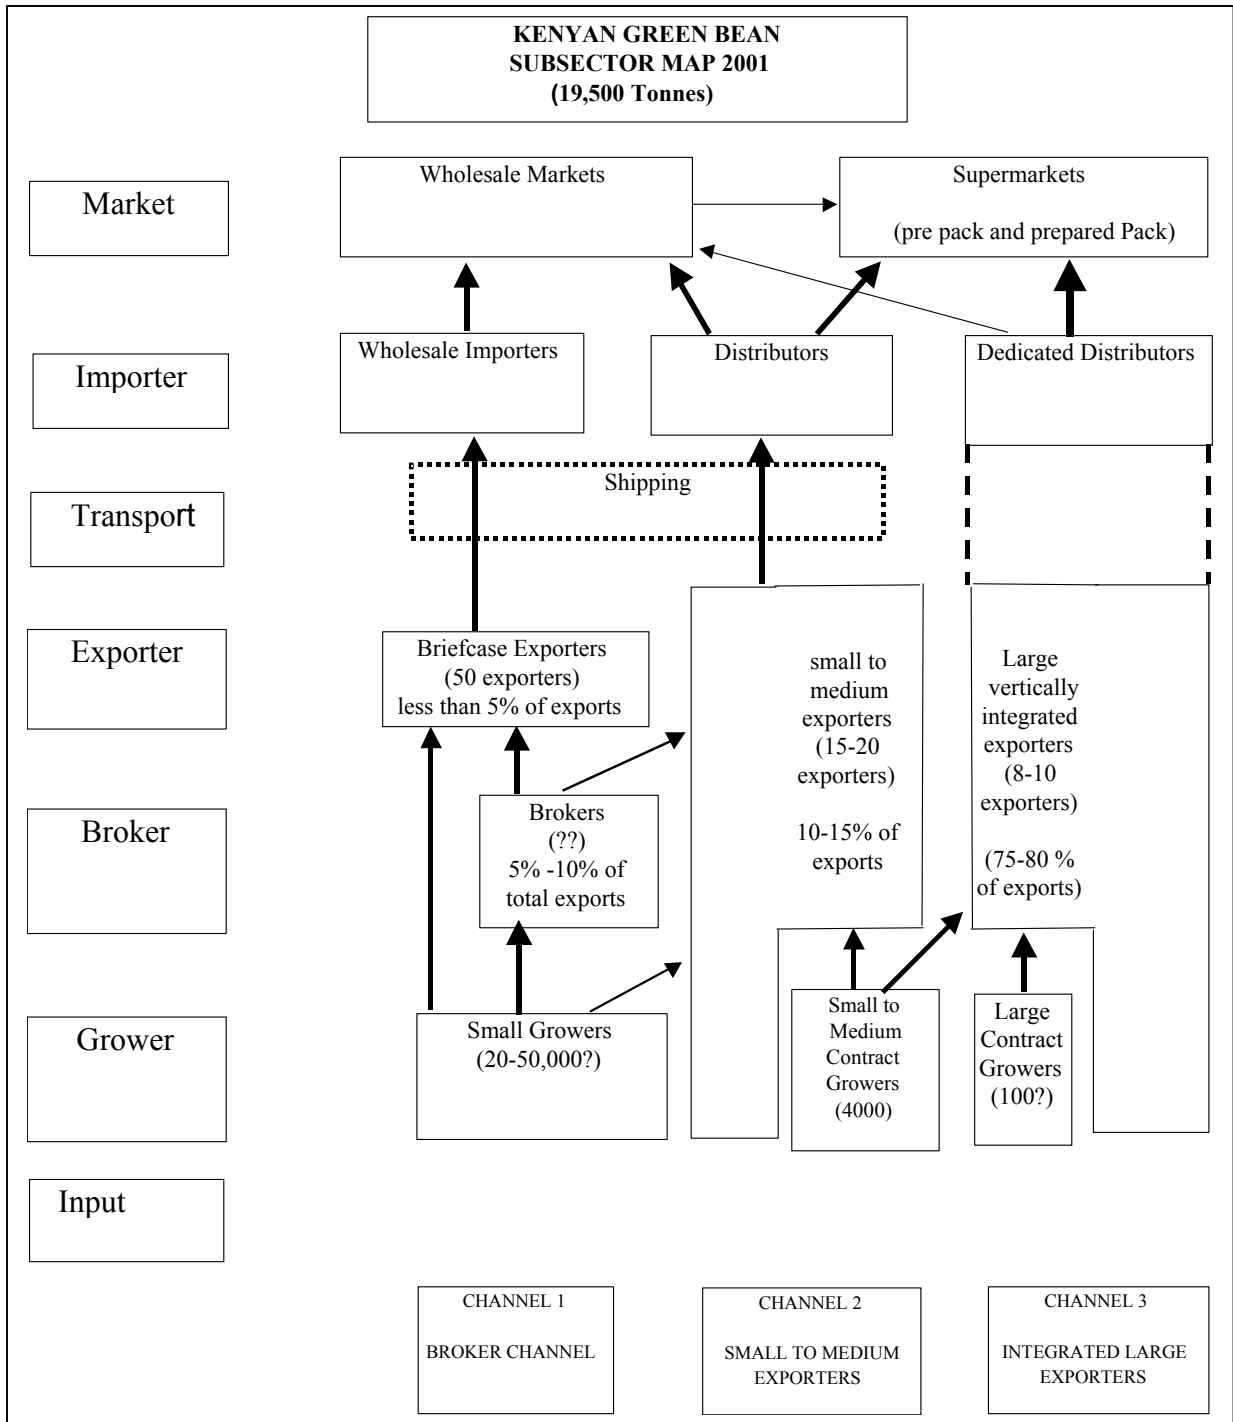 KENYAN GREEN BEAN
SUBSECTOR MAP 2001
(19,500 Tonnes)
Market
Wholesale Markets
Supermarkets
(pre pack and prepared Pack)
Importer
Wholesale Importers
Distributors
Dedicated Distributors
Transport
Shipping
Exporter
Briefcase Exporters
(50 exporters)
less than 5% of exports
small to
medium
exporters
(15-20
exporters)
10-15% of
exports
Large
vertically
integrated
exporters
(8-10
exporters)
(75-80 %
of exports)
Broker
Brokers
(??)
5% -10% of
total exports
Grower
Small Growers
(20-50,000?)
Small to
Medium
Contract
Growers
(4000)
Large
Contract
Growers
(100?)
Input
CHANNEL 1
BROKER CHANNEL
CHANNEL 2
SMALL TO MEDIUM
EXPORTERS
CHANNEL 3
INTEGRATED LARGE
EXPORTERS